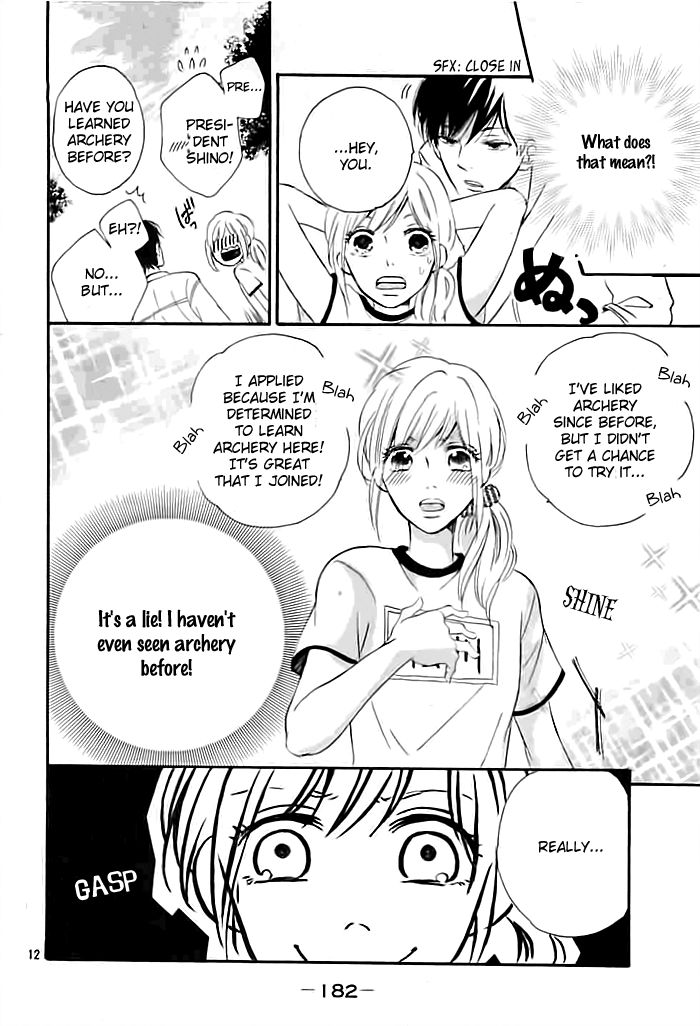 SFX: CLOSE IN
What does
that mean?!
...HEY,
YOU.
ぬっ
PRE...
PRESI-
DENT
SHINO!
HAVE YOU
LEARNED
ARCHERY
BEFORE?
ばっ
EH?!
NO...
BUT...
I'VE LIKED
ARCHERY
SINCE BEFORE,
BUT I DIDN'T
GET A CHANCE
TO TRY IT...
Blah
Blah
Blah
I APPLIED
BECAUSE I'M
DETERMINED
TO LEARN
ARCHERY HERE!
IT'S GREAT
THAT I JOINED!
Blah
Blah
SHINE
It's a lie! I haven't
even seen archery
before!
REALLY...
GASP
12
-182-